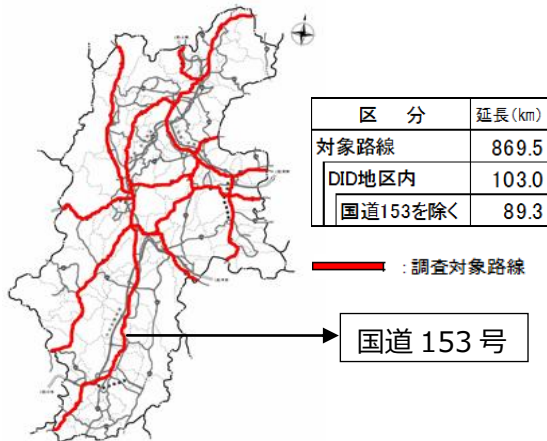 区　分 延長(km)
対象路線 869.5
DID地区内 103.0
国道153を除く 89.3
：調査対象路線
国道 153 号